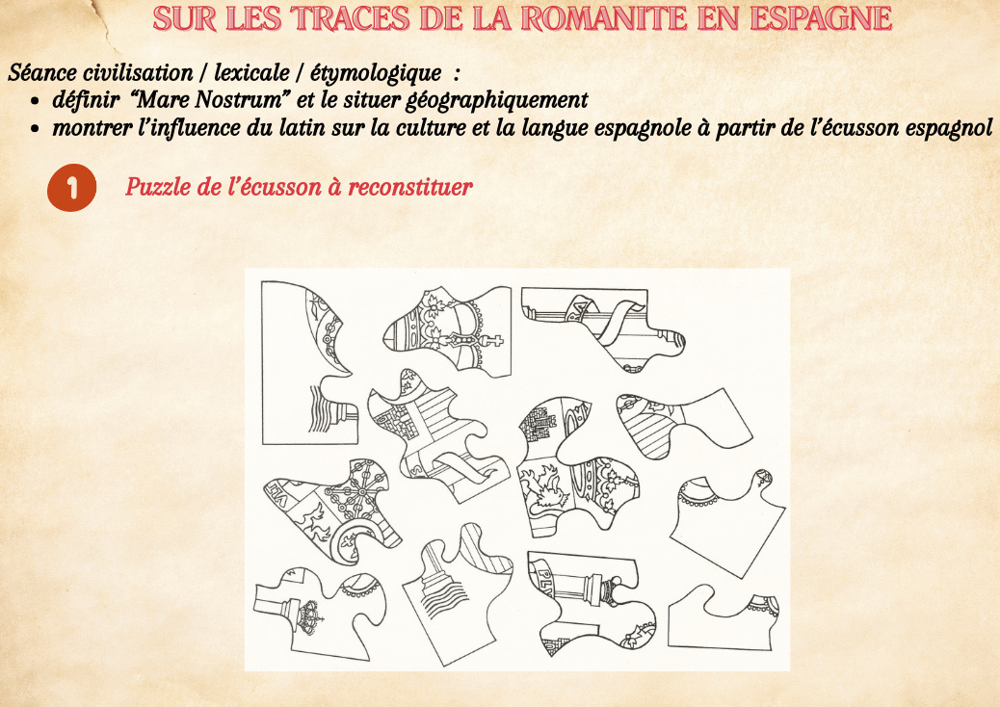 SUR LES TRACES DE LA ROMANITE EN ESPAGNE
Séance civilisation / lexicale / étymologique :
• définir “Mare Nostrum” et le situer géographiquement
• montrer l’influence du latin sur la culture et la langue espagnole à partir de l’écusson espagnol
1 Puzzle de l’écusson à reconstituer
RA
S
PLV